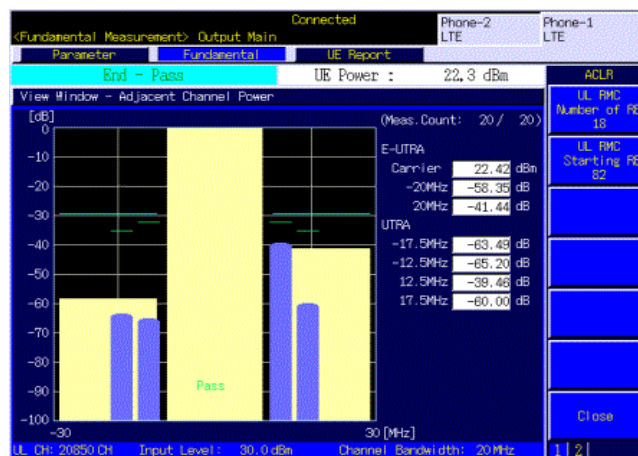 Connected
Phone-2 LTE
Phone-1 LTE
<Fundamental Measurement> Output Main
Parameter
Fundamental
UE Report
End - Pass
UE Power : 22.3 dBm
ACLR
View Window - Adjacent Channel Power
UL RMC
Number of RB
18
UL RMC
Starting RB
82
[dB]
(Meas.Count: 20/ 20)
0
-10
-20
-30
-40
-50
-60
-70
-80
-90
-100
E-UTRA
Carrier 22.42 dBm
-20MHz -58.35 dB
20MHz -41.44 dB
UTRA
-17.5MHz -63.49 dB
-12.5MHz -65.20 dB
12.5MHz -39.46 dB
17.5MHz -60.00 dB
Pass
-30
30 [MHz]
Close
UL CH: 20850 CH Input Level: 30.0 dBm Channel Bandwidth: 20 MHz
1 2